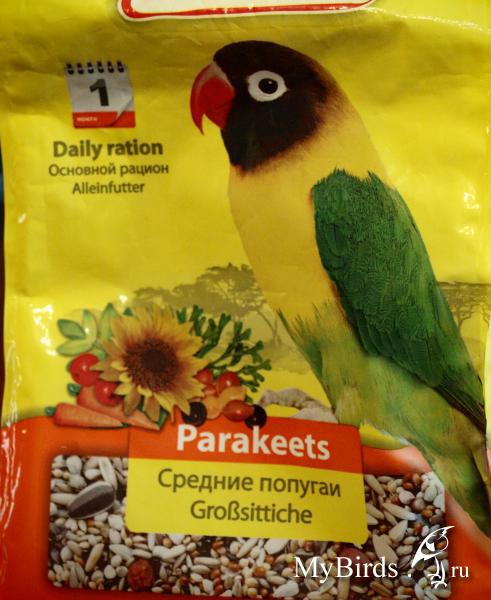 1
Daily ration
Основной рацион
Alleinfutter
Parakeets
Средние попугаи
Großsittiche
MyBirds.ru